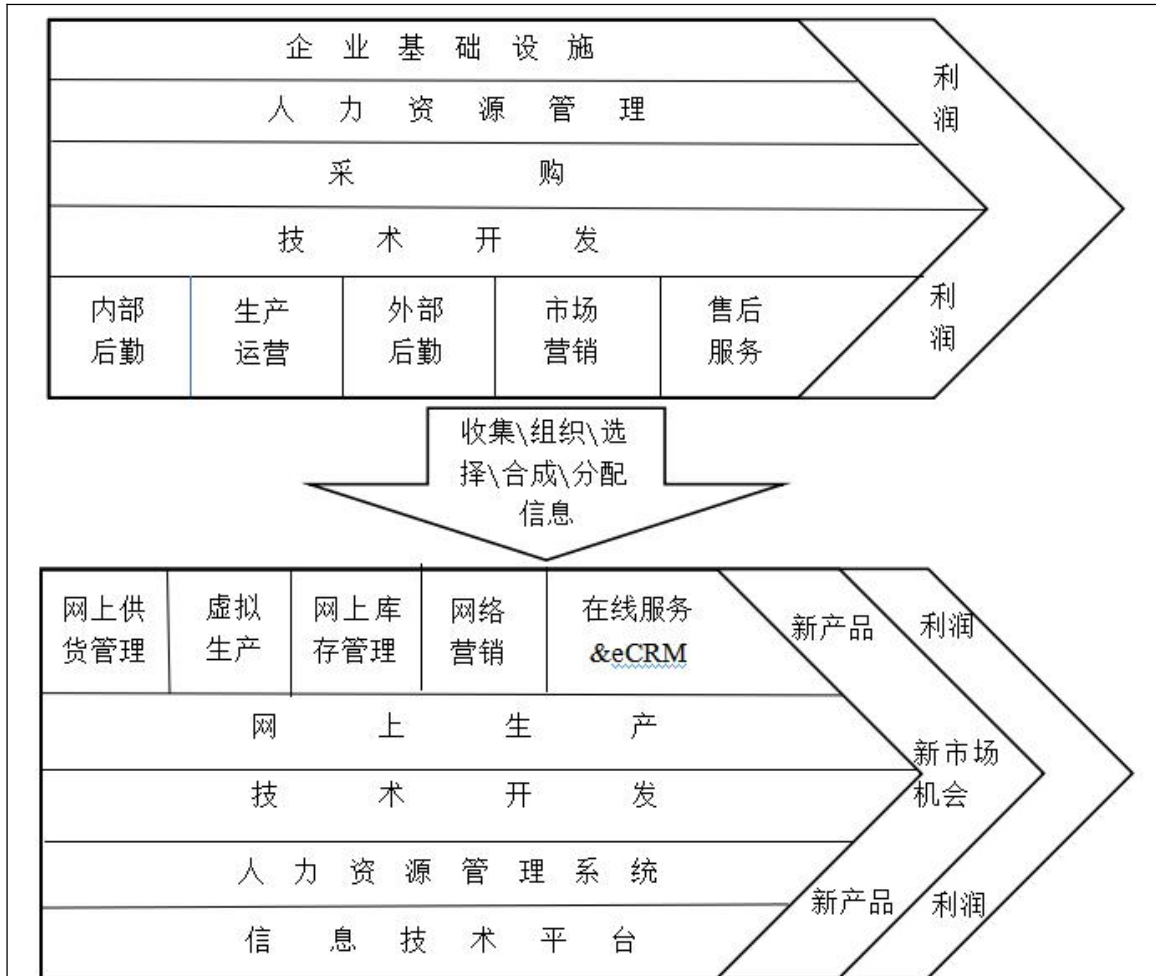 企业基础设施
利
润
人力资源管理
采购
技术开发
内部
后勤
生产
运营
外部
后勤
市场
营销
售后
服务
利
润
收集\组织\选
择\合成\分配
信息
网上供
货管理
虚拟
生产
网上库
存管理
网络
营销
在线服务
&eCRM
新产品
利润
网上生产
新市场
机会
技术开发
人力资源管理系统
新产品
利润
信息技术平台